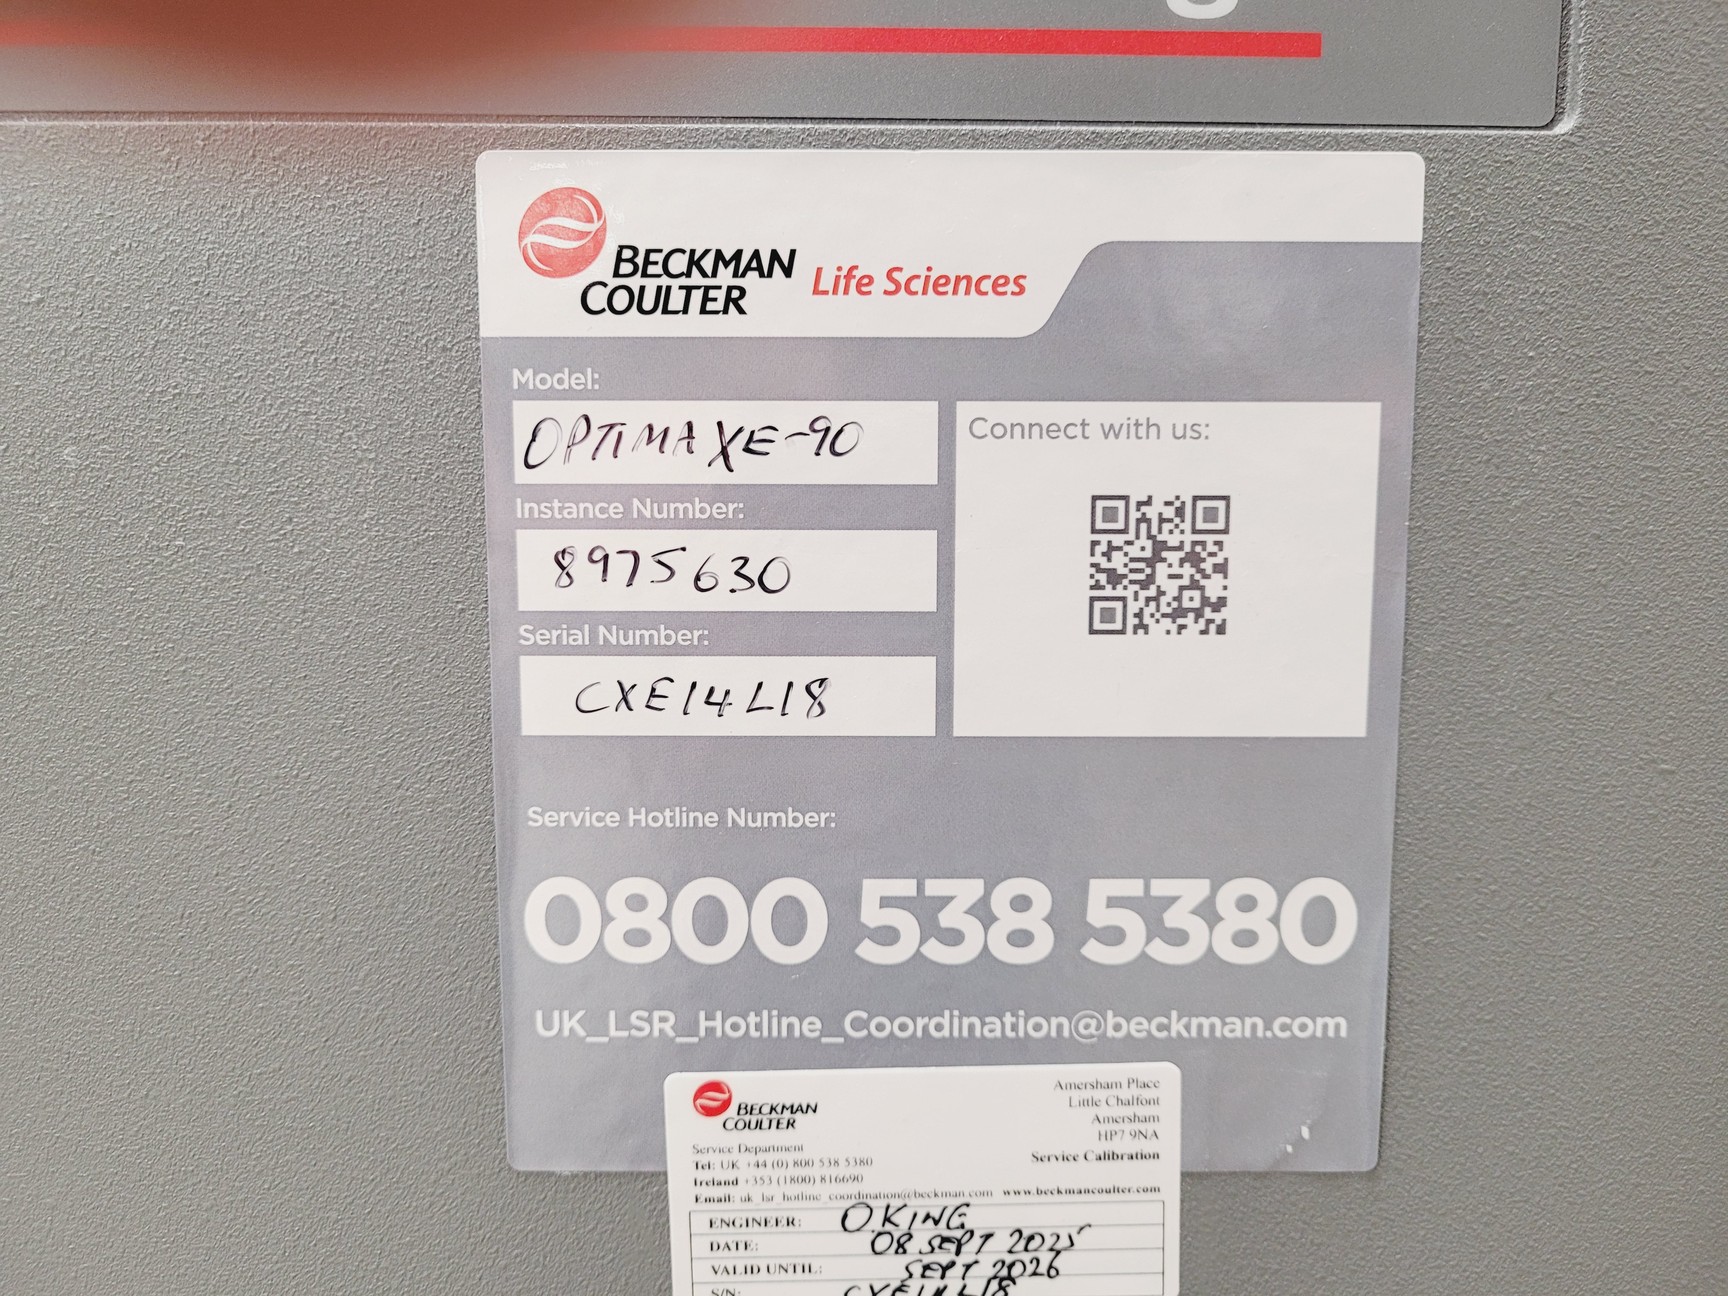 BECKMAN
COULTER Life Sciences
Model:
OPTIMA XE-90
Instance Number:
8975630
Serial Number:
CXE14L18
Connect with us:
Service Hotline Number:
0800 538 5380
UK_LSR_Hotline_Coordination@beckman.com
BECKMAN
COULTER
Amersham Place
Little Chalfont
Amersham
HP7 9NA
Service Calibration
Service Department
Tel: UK +44 (0) 800 538 5380
Ireland +353 (1800) 816690
Email: uk_lsr_hotline_coordination@beckman.com www.beckmancoulter.com
ENGINEER: O KING
DATE: 08 SEPT 2025
VALID UNTIL: SEPT 2026
S/N: CXE14L18